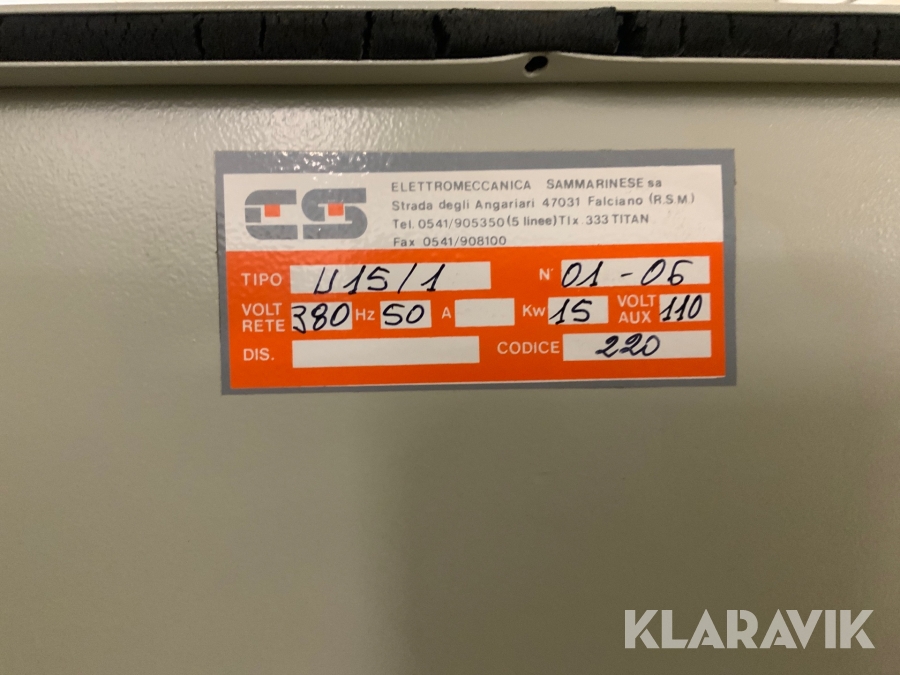 ES
ELETTROMECCANICA SAMMARINESE sa
Strada degli Angariari 47031 Falciano (R.S.M.)
Tel. 0541/905350 (5 linee) Tlx. 333 TITAN
Fax 0541/908100
TIPO U15/1 N° 01-06
VOLT RETE 380 Hz 50 A Kw 15 VOLT AUX 110
DIS. CODICE 220
KLARAVIK